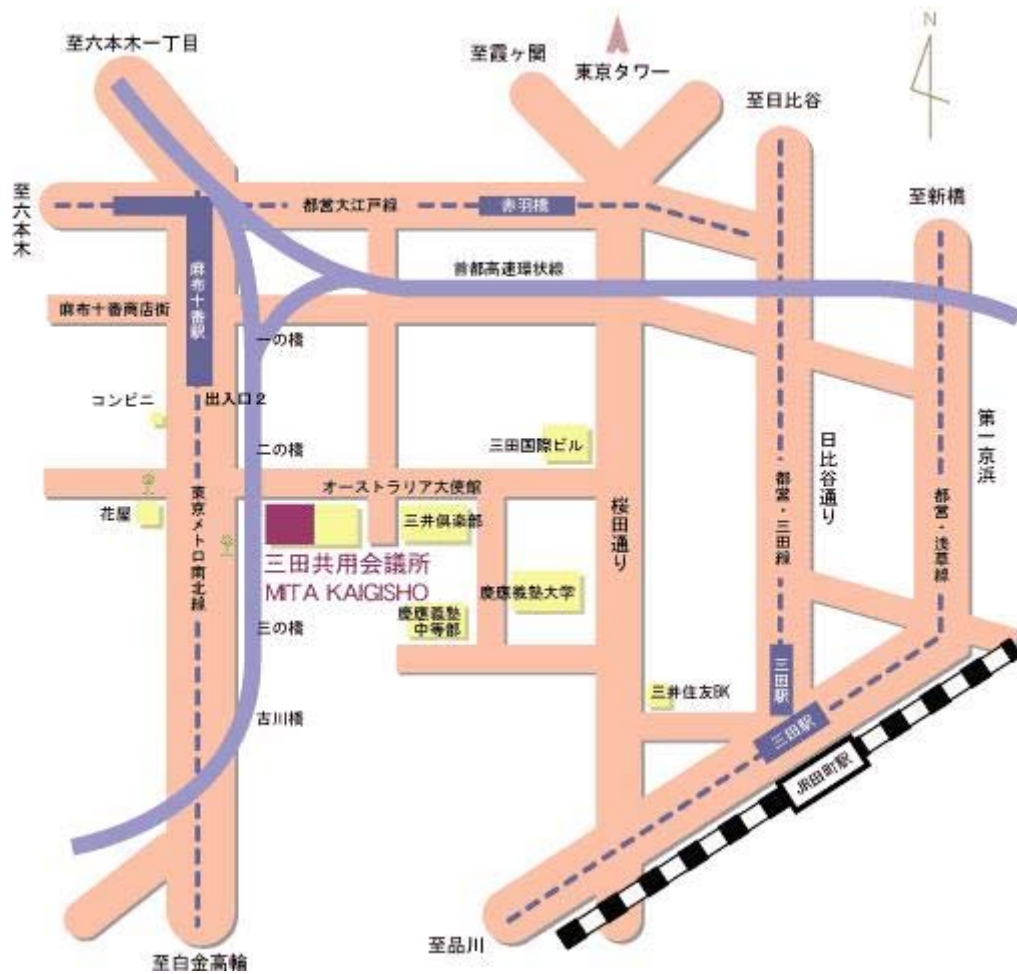 至六本木一丁目
至霞ヶ関
東京タワー
至日比谷
N
至六本木
都営大江戸線
赤羽橋
至新橋
麻布十番駅
首都高速環状線
麻布十番商店街
一の橋
コンビニ
出入口2
二の橋
三田国際ビル
第一京浜
日比谷通り
オーストラリア大使館
都営・三田線
桜田通り
都営・浅草線
東京メトロ南北線
花屋
三井倶楽部
三田共用会議所
MITA KAIGISHO
慶應義塾大学
慶應義塾
中等部
三の橋
三田駅
三井住友BK
古川橋
三田駅
JR田町駅
至品川
至白金高輪